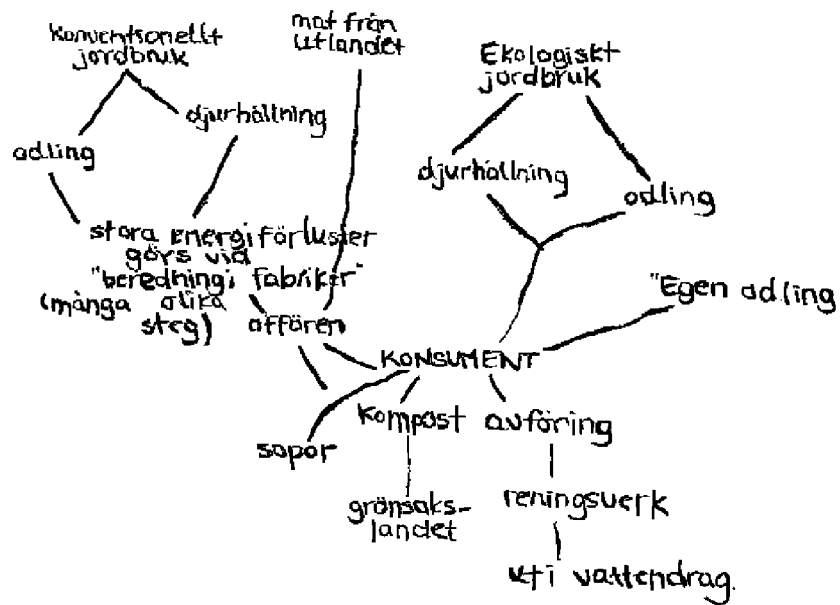 konventionellt
jordbruk
mat från
utlandet
Ekologiskt
jordbruk
djurhållning
odling
djurhållning
odling
stora energiförluster
görs vid
"beredning i fabriker"
(många olika
steg)
affären
"Egen odling
KONSUMENT
sopor
kompost
avföring
grönsaks-
landet
reningsverk
ut i vattendrag.